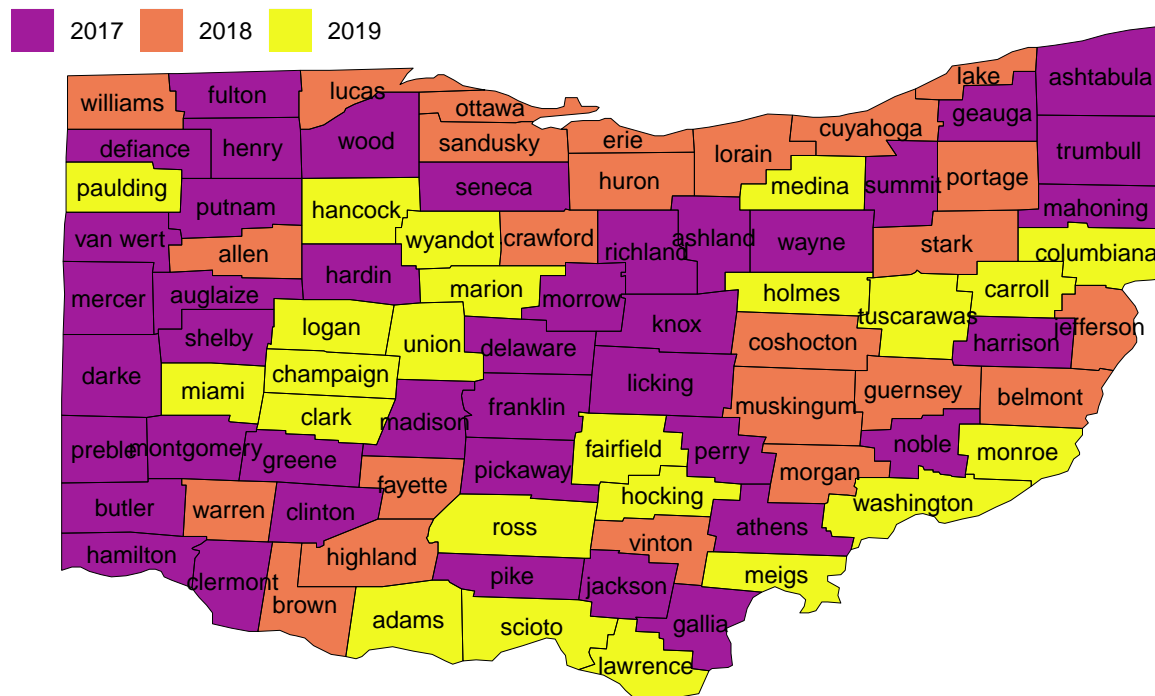 2017 2018 2019
lake
ashtabula
williams fulton lucas
ottawa geauga
cuyahoga
defiance henry wood sandusky erie lorain trumbull
paulding seneca huron medina summit portage
putnam hancock mahoning
van wert allen wyandot crawford richland ashland wayne stark columbiana
mercer auglaize hardin marion morrow holmes carroll
shelby logan union delaware knox coshocton tuscarawas harrison jefferson
darke miami champaign licking guernsey belmont
clark madison franklin muskingum
preble montgomery greene pickaway fairfield perry morgan noble monroe
butler warren clinton fayette hocking washington
ross athens
hamilton highland vinton
clermont brown pike jackson meigs
adams scioto gallia
lawrence